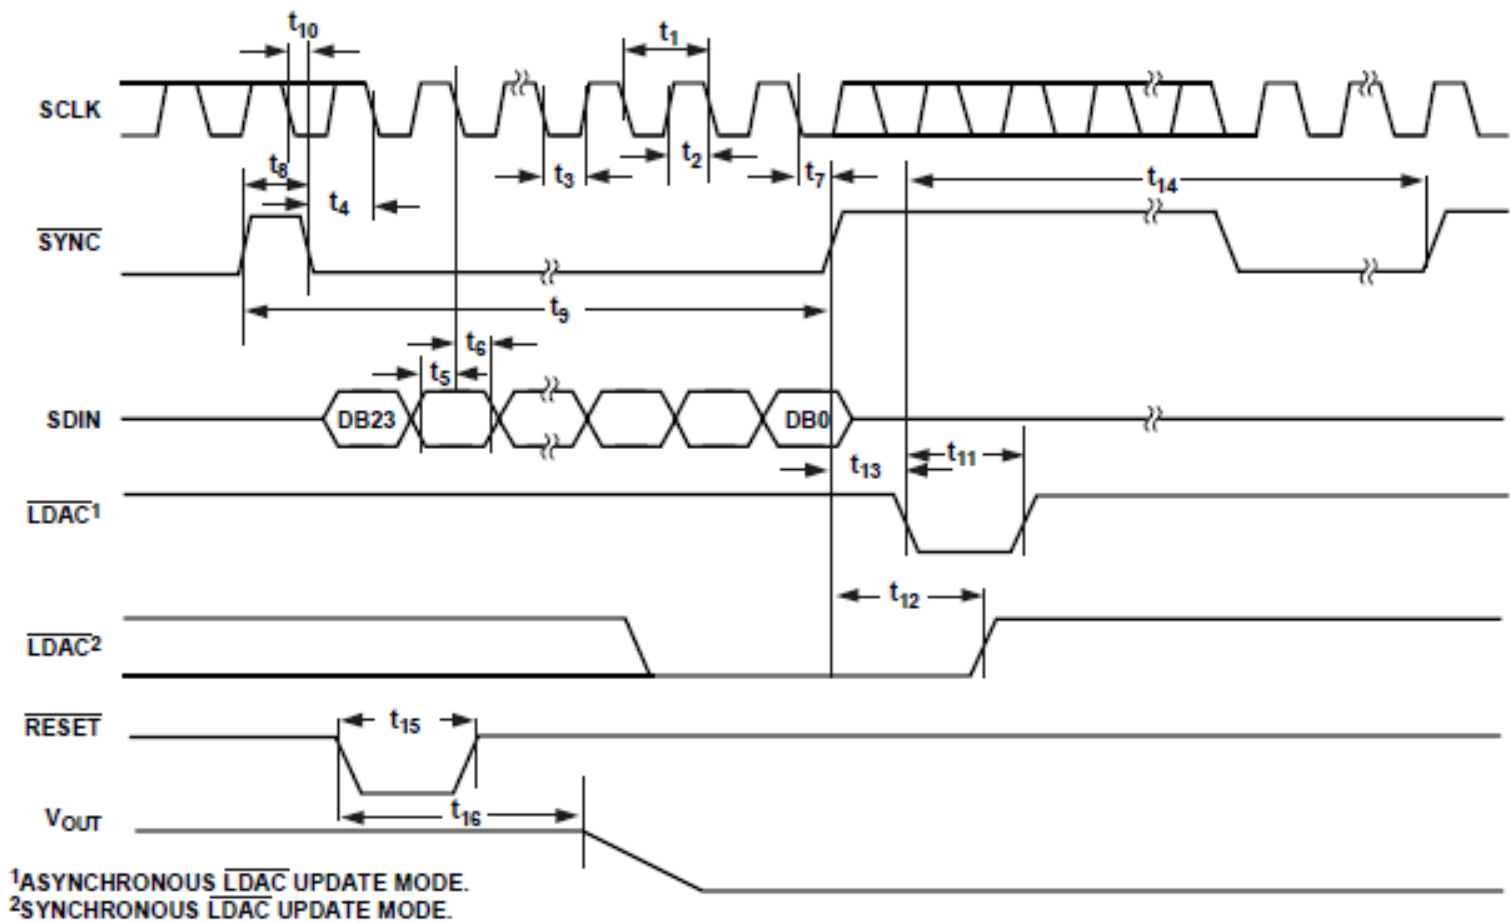 t10
t1
SCLK
t8
t3
t2
t7
t4
t14
SYNC
t9
t6
t5
SDIN
DB23
DB0
t13
t11
LDAC1
t12
LDAC2
RESET
t15
t16
VOUT
1ASYNCHRONOUS LDAC UPDATE MODE.
2SYNCHRONOUS LDAC UPDATE MODE.